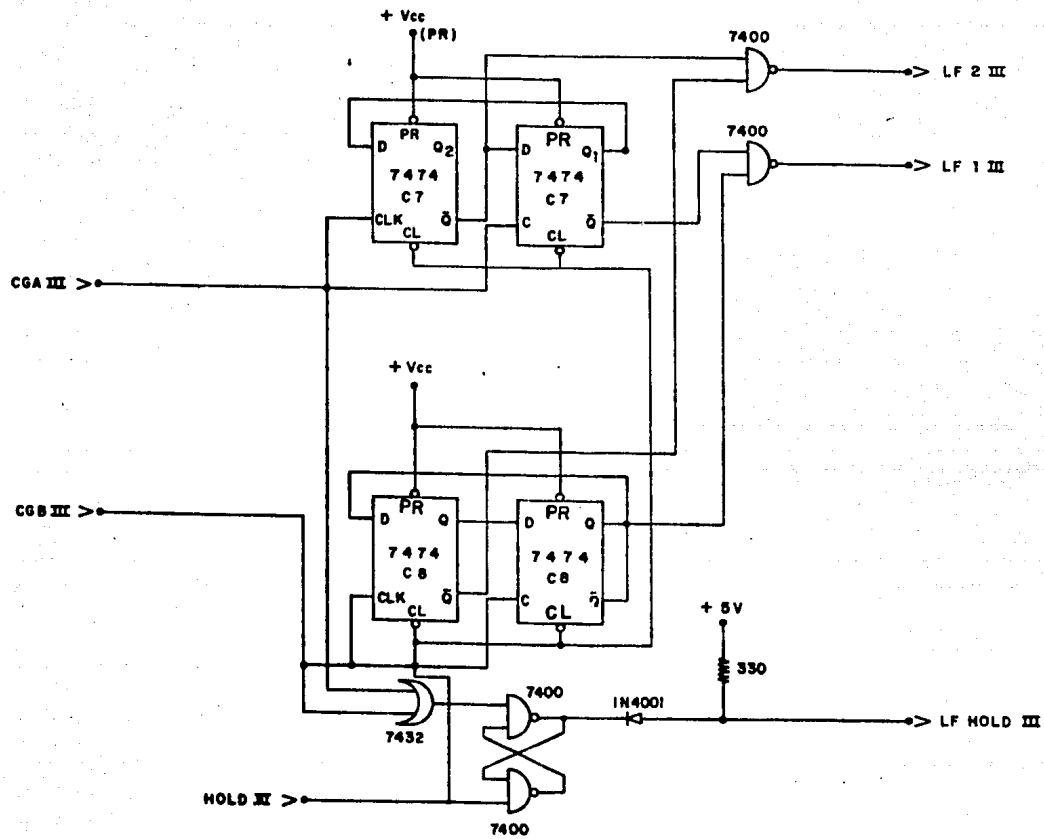 + Vcc
(PR)
7400
LF 2 III
7400
LF 1 III
PR
D Q2
7474
C7
CLK Q̄
CL
PR
D Q1
7474
C7
C Q̄
CL
CGA III
+ Vcc
PR
D Q
7474
C8
CLK Q̄
CL
PR
D Q
7474
C8
C Q̄
CL
CGB III
+ 5V
330
7400
1N4001
LF HOLD III
7432
HOLD
7400